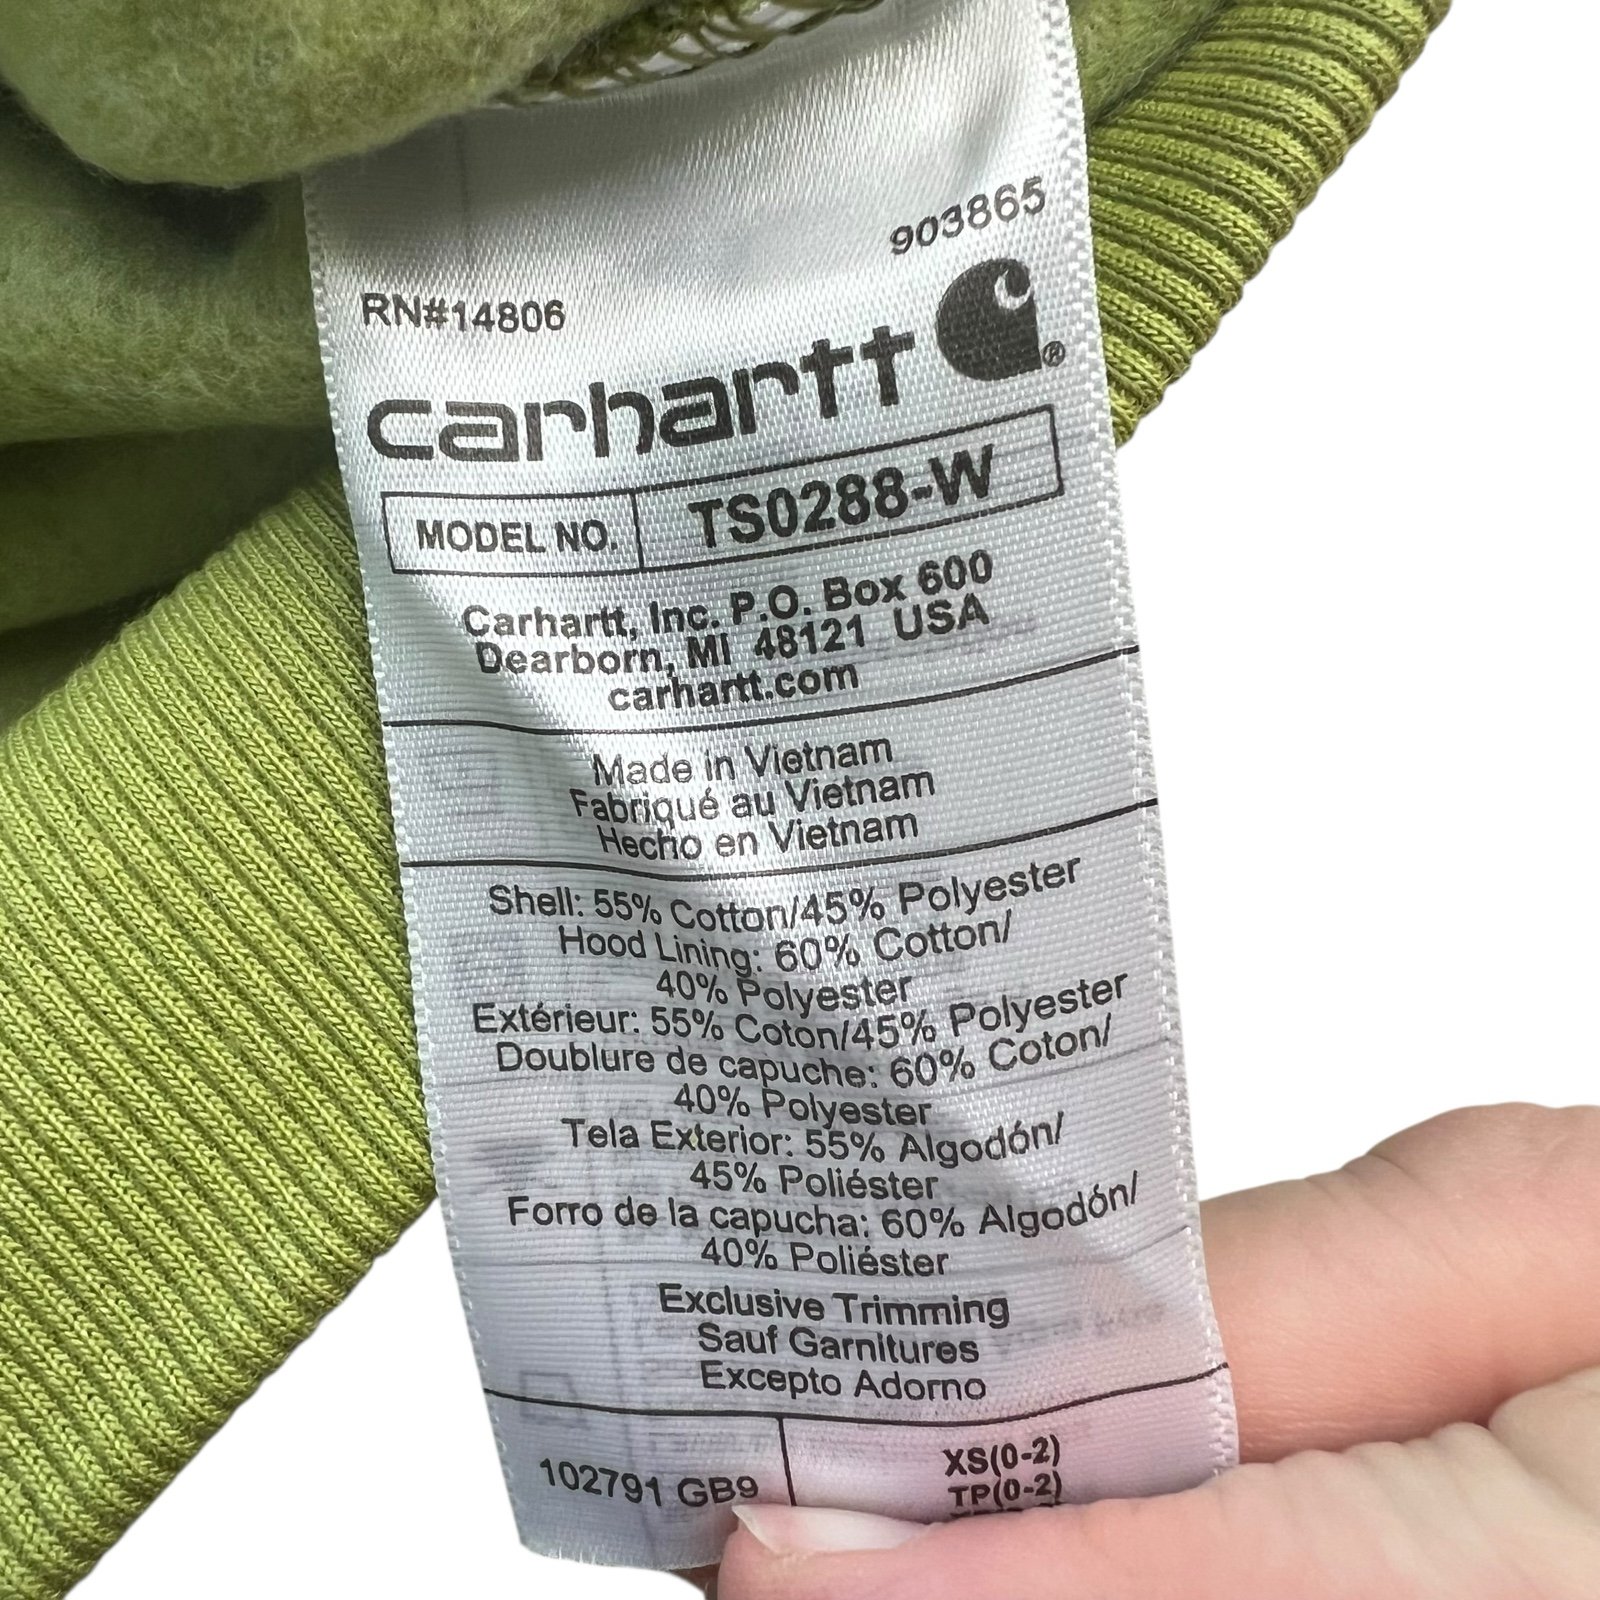 903865
RN#14806
carhartt®
MODEL NO. TS0288-W
Carhartt, Inc. P.O. Box 600
Dearborn, MI 48121 USA
carhartt.com
Made in Vietnam
Fabriqué au Vietnam
Hecho en Vietnam
Shell: 55% Cotton/45% Polyester
Hood Lining: 60% Cotton/
40% Polyester
Extérieur: 55% Coton/45% Polyester
Doublure de capuche: 60% Coton/
40% Polyester
Tela Exterior: 55% Algodón/
45% Poliéster
Forro de la capucha: 60% Algodón/
40% Poliéster
Exclusive Trimming
Sauf Garnitures
Excepto Adorno
102791 GB9
XS(0-2)
TP(0-2)